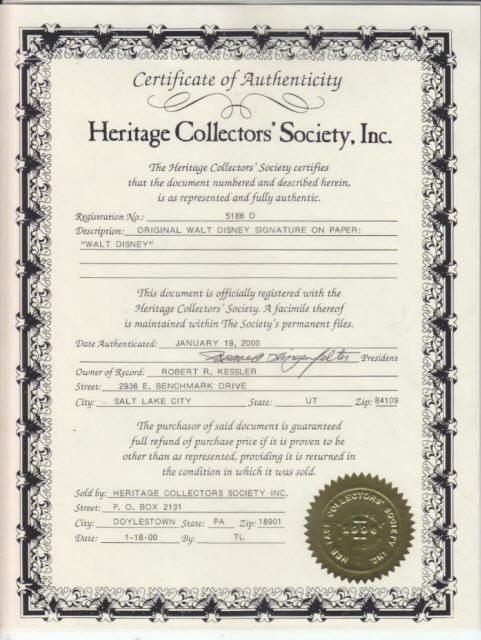 Certificate of Authenticity
Heritage Collectors' Society, Inc.
The Heritage Collectors' Society certifies
that the document numbered and described herein,
is as represented and fully authentic.
Registration No.: 5186 D
Description: ORIGINAL WALT DISNEY SIGNATURE ON PAPER:
"WALT DISNEY"
This document is officially registered with the
Heritage Collectors' Society. A facimile thereof
is maintained within The Society's permanent files.
Date Authenticated: JANUARY 19, 2000
President
Owner of Record: ROBERT R. KESSLER
Street: 2936 E. BENCHMARK DRIVE
City: SALT LAKE CITY State: UT Zip: 84109
The purchasor of said document is guaranteed
full refund of purchase price if it is proven to be
other than as represented, providing it is returned in
the condition in which it was sold.
Sold by: HERITAGE COLLECTORS SOCIETY INC.
Street: P. O. BOX 2131
City: DOYLESTOWN State: PA Zip: 18901
Date: 1-18-00 By: TL
COLLECTORS' SOCIETY, INC.